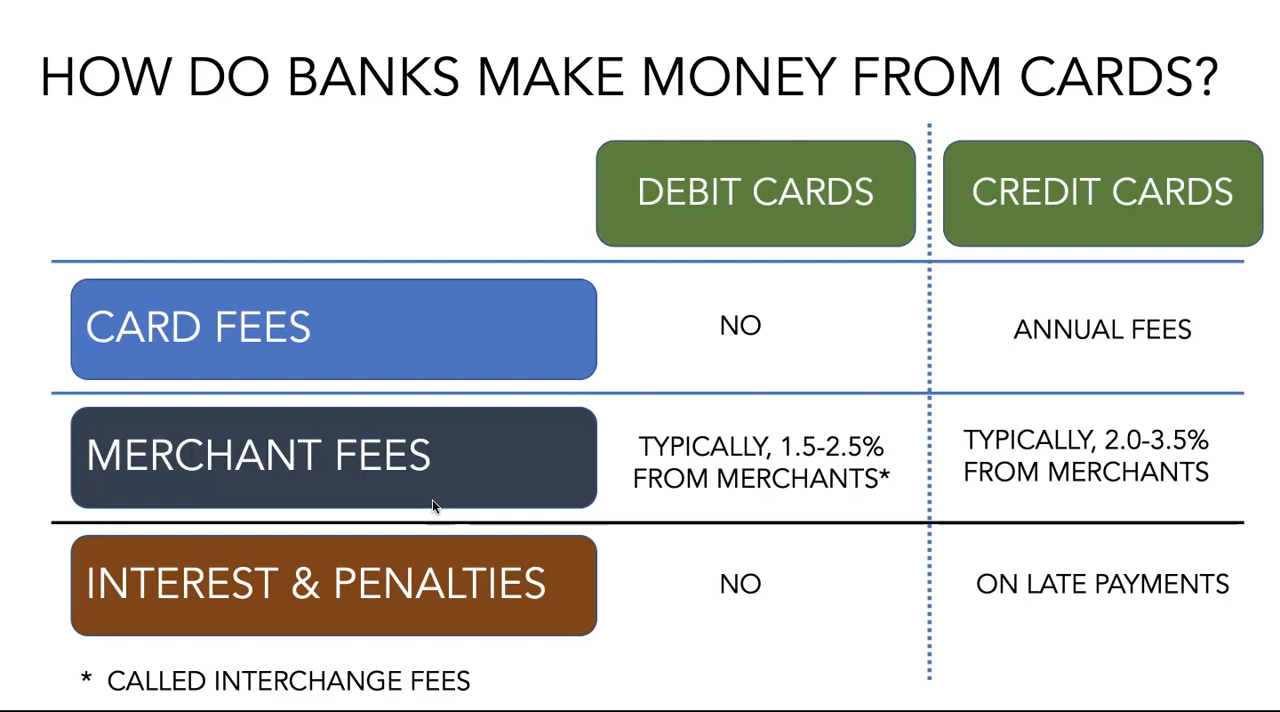 HOW DO BANKS MAKE MONEY FROM CARDS?
DEBIT CARDS
CREDIT CARDS
CARD FEES
NO
ANNUAL FEES
MERCHANT FEES
TYPICALLY, 1.5-2.5%
FROM MERCHANTS*
TYPICALLY, 2.0-3.5%
FROM MERCHANTS
INTEREST & PENALTIES
NO
ON LATE PAYMENTS
* CALLED INTERCHANGE FEES